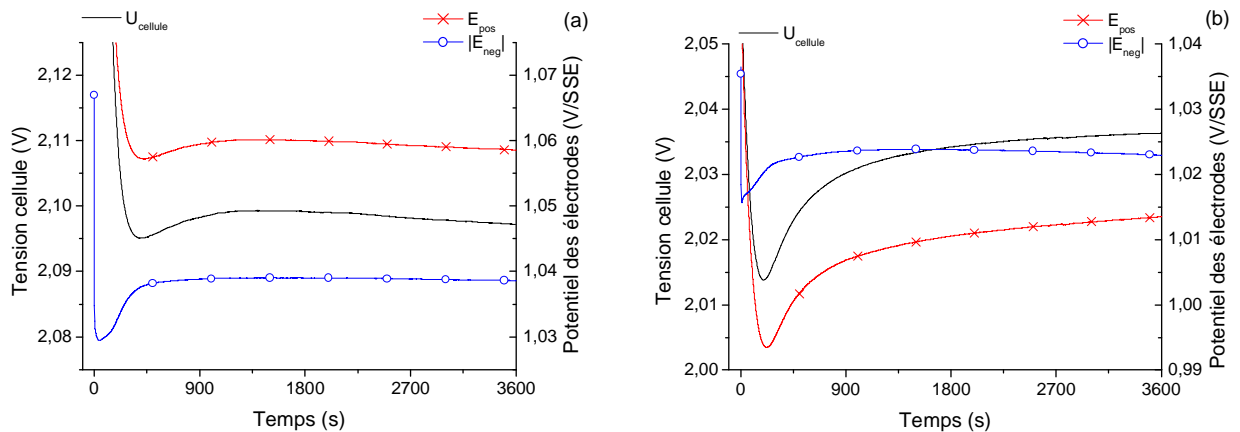 U_cellule
E_pos
|E_neg|
(a)
2,12
2,11
2,10
2,09
2,08
Tension cellule (V)
1,07
1,06
1,05
1,04
1,03
Potentiel des électrodes (V/SSE)
0 900 1800 2700 3600
Temps (s)
U_cellule
E_pos
|E_neg|
(b)
2,05
2,04
2,03
2,02
2,01
2,00
Tension cellule (V)
1,04
1,03
1,02
1,01
1,00
0,99
Potentiel des électrodes (V/SSE)
0 900 1800 2700 3600
Temps (s)